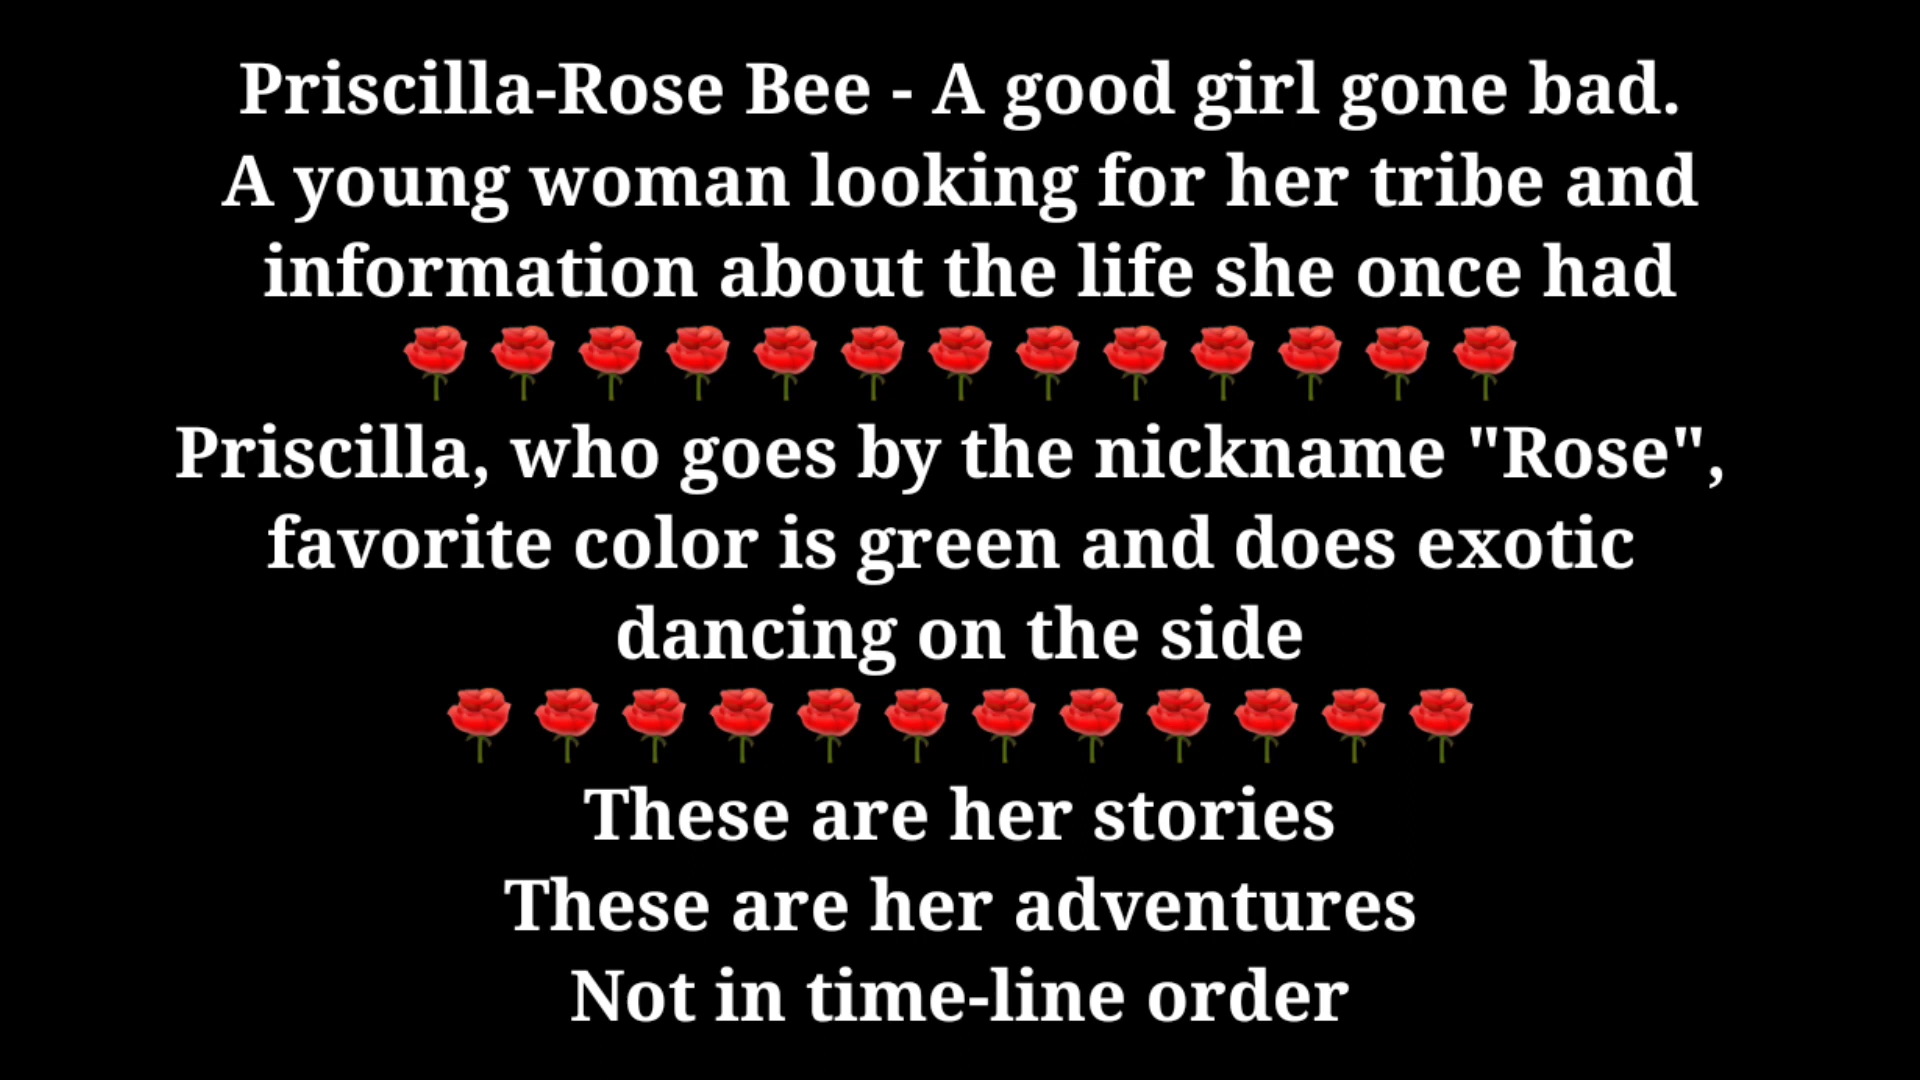 Priscilla-Rose Bee - A good girl gone bad.
A young woman looking for her tribe and
information about the life she once had
🌹🌹🌹🌹🌹🌹🌹🌹🌹🌹🌹🌹🌹
Priscilla, who goes by the nickname "Rose",
favorite color is green and does exotic
dancing on the side
🌹🌹🌹🌹🌹🌹🌹🌹🌹🌹🌹🌹
These are her stories
These are her adventures
Not in time-line order